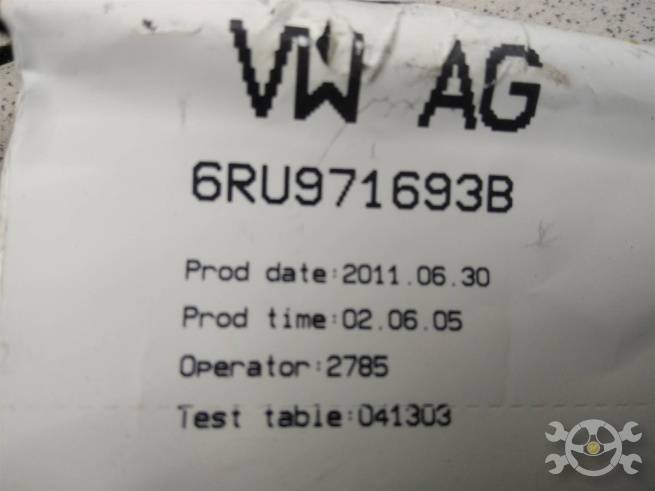 VW AG
6RU971693B
Prod date:2011.06.30
Prod time:02.06.05
Operator:2785
Test table:041303